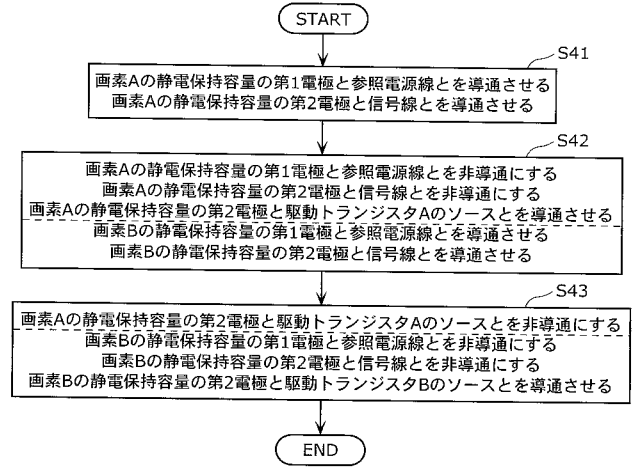 START
S41
画素Aの静電保持容量の第1電極と参照電源線とを導通させる
画素Aの静電保持容量の第2電極と信号線とを導通させる
S42
画素Aの静電保持容量の第1電極と参照電源線とを非導通にする
画素Aの静電保持容量の第2電極と信号線とを非導通にする
画素Aの静電保持容量の第2電極と駆動トランジスタAのソースとを導通させる
画素Bの静電保持容量の第1電極と参照電源線とを導通させる
画素Bの静電保持容量の第2電極と信号線とを導通させる
S43
画素Aの静電保持容量の第2電極と駆動トランジスタAのソースとを非導通にする
画素Bの静電保持容量の第1電極と参照電源線とを非導通にする
画素Bの静電保持容量の第2電極と信号線とを非導通にする
画素Bの静電保持容量の第2電極と駆動トランジスタBのソースとを導通させる
END